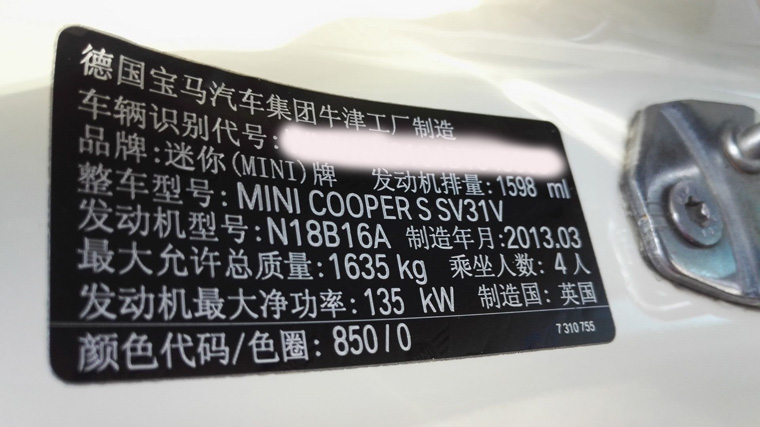 德国宝马汽车集团牛津工厂制造
车辆识别代号:
品牌:迷你(MINI)牌 发动机排量:1598 ml
整车型号:MINI COOPER S SV31V
发动机型号:N18B16A 制造年月:2013.03
最大允许总质量:1635 kg 乘坐人数: 4人
发动机最大净功率: 135 kW 制造国: 英国
颜色代码/色圈: 850/0
7 310 755